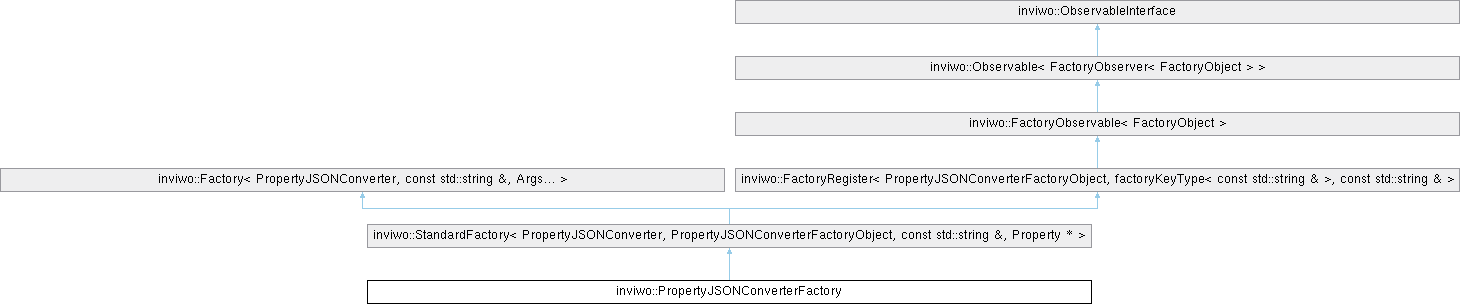 inviwo::ObservableInterface
inviwo::Observable< FactoryObserver< FactoryObject > >
inviwo::FactoryObservable< FactoryObject >
inviwo::Factory< PropertyJSONConverter, const std::string &, Args... >
inviwo::FactoryRegister< PropertyJSONConverterFactoryObject, factoryKeyType< const std::string & >, const std::string & >
inviwo::StandardFactory< PropertyJSONConverter, PropertyJSONConverterFactoryObject, const std::string &, Property * >
inviwo::PropertyJSONConverterFactory